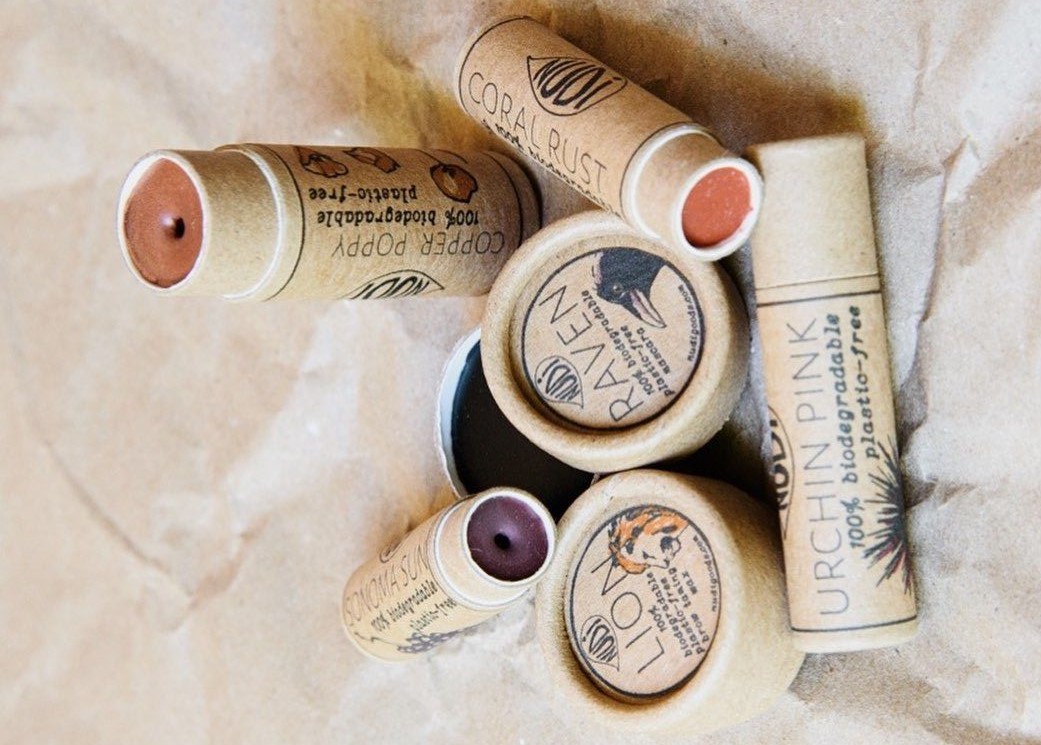 NUDi
CORAL RUST
100% biodegradable
COPPER POPPY
100% biodegradable
plastic-free
NUDi
NUDi
RAVEN
100% biodegradable
plastic-free
mascara
nudigoods.com
NUDi
URCHIN PINK
100% biodegradable
plastic-free
SONOMA SUN
100% biodegradable
plastic-free
NUDi
LION
100%
biodegradable
plastic-free
brow taming
wax
nudigoods.com